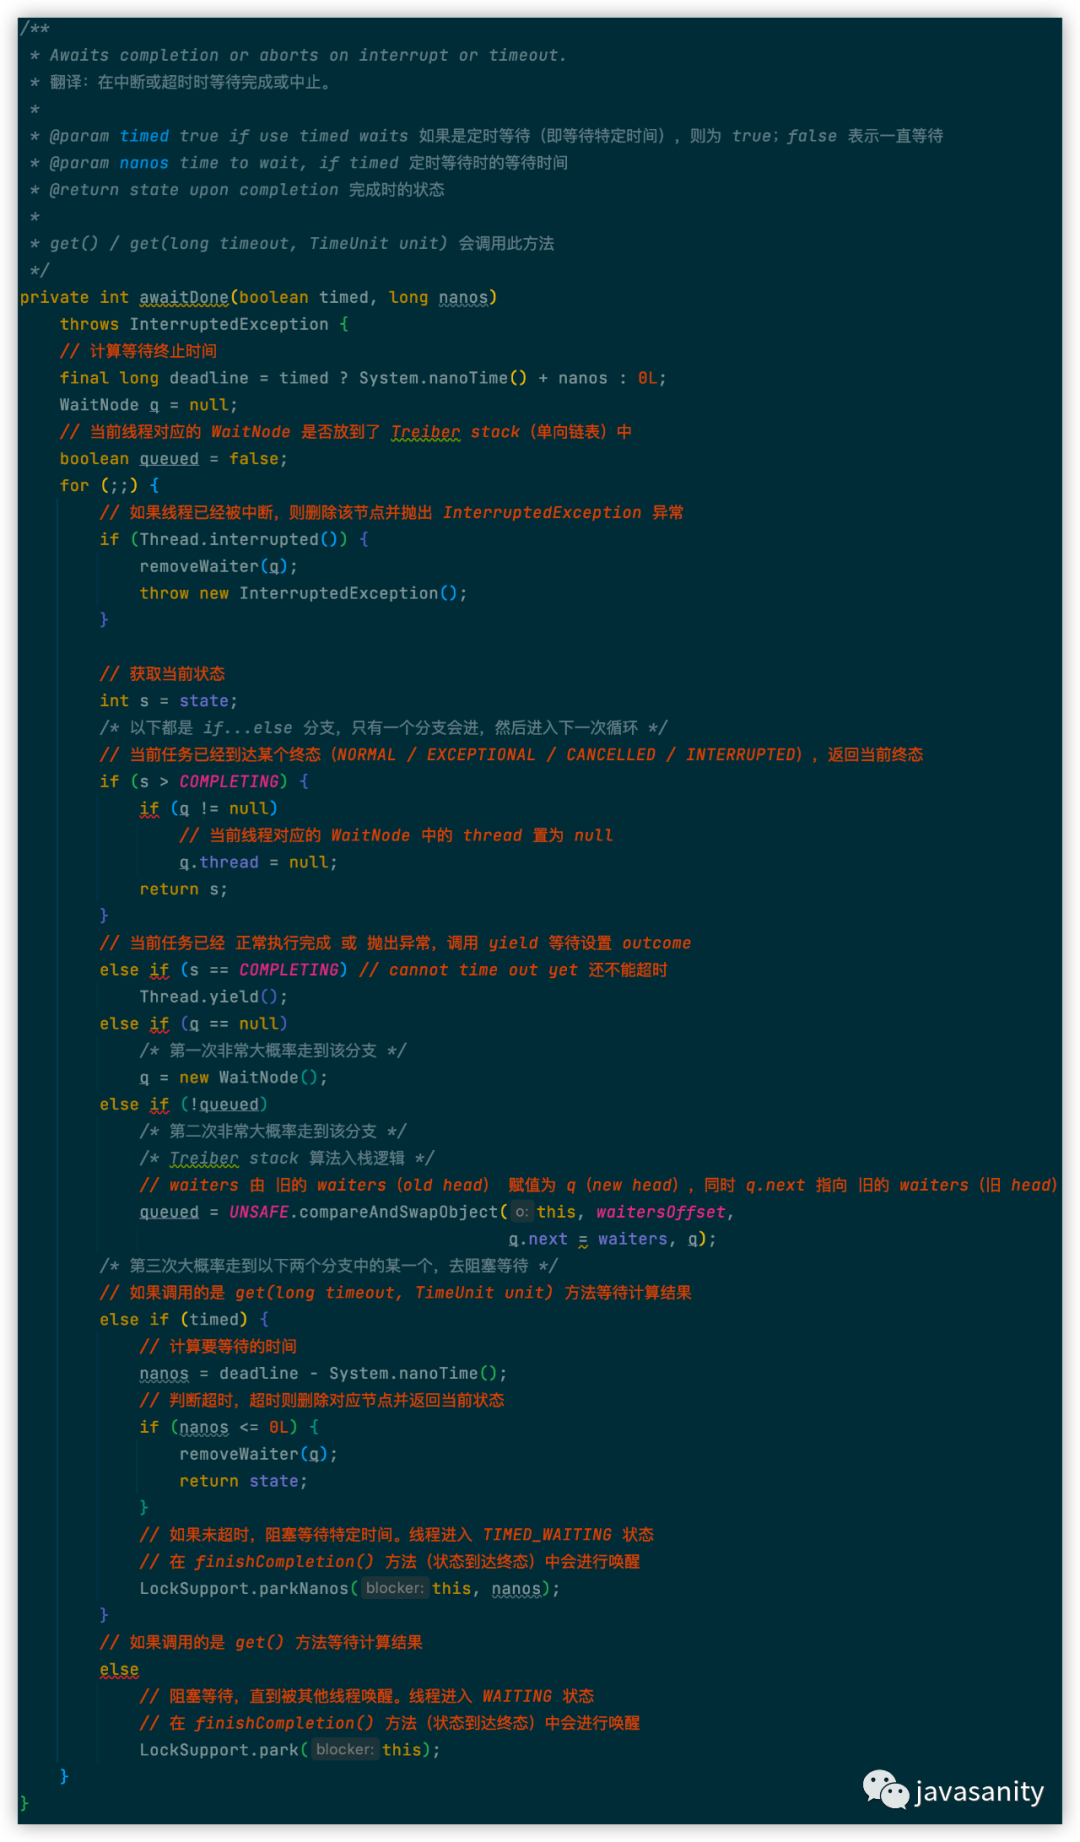 /**
 * Awaits completion or aborts on interrupt or timeout.
 * 翻译：在中断或超时时等待完成或中止。
 *
 * @param timed true if use timed waits 如果是定时等待（即等待特定时间），则为 true；false 表示一直等待
 * @param nanos time to wait, if timed 定时等待时的等待时间
 * @return state upon completion 完成时的状态
 *
 * get() / get(long timeout, TimeUnit unit) 会调用此方法
 */
private int awaitDone(boolean timed, long nanos)
    throws InterruptedException {
    // 计算等待终止时间
    final long deadline = timed ? System.nanoTime() + nanos : 0L;
    WaitNode q = null;
    // 当前线程对应的 WaitNode 是否放到了 Treiber stack（单向链表）中
    boolean queued = false;
    for (;;) {
        // 如果线程已经被中断，则删除该节点并抛出 InterruptedException 异常
        if (Thread.interrupted()) {
            removeWaiter(q);
            throw new InterruptedException();
        }

        // 获取当前状态
        int s = state;
        /* 以下都是 if...else 分支，只有一个分支会进，然后进入下一次循环 */
        // 当前任务已经到达某个终态（NORMAL / EXCEPTIONAL / CANCELLED / INTERRUPTED），返回当前终态
        if (s > COMPLETING) {
            if (q != null)
                // 当前线程对应的 WaitNode 中的 thread 置为 null
                q.thread = null;
            return s;
        }
        // 当前任务已经 正常执行完成 或 抛出异常，调用 yield 等待设置 outcome
        else if (s == COMPLETING) // cannot time out yet 还不能超时
            Thread.yield();
        else if (q == null)
            /* 第一次非常大概率走到该分支 */
            q = new WaitNode();
        else if (!queued)
            /* 第二次非常大概率走到该分支 */
            /* Treiber stack 算法入栈逻辑 */
            // waiters 由 旧的 waiters（old head） 赋值为 q（new head），同时 q.next 指向 旧的 waiters（旧 head）
            queued = UNSAFE.compareAndSwapObject( o: this, waitersOffset,
                                                 q.next = waiters, q);
        /* 第三次大概率走到以下两个分支中的某一个，去阻塞等待 */
        // 如果调用的是 get(long timeout, TimeUnit unit) 方法等待计算结果
        else if (timed) {
            // 计算要等待的时间
            nanos = deadline - System.nanoTime();
            // 判断超时，超时则删除对应节点并返回当前状态
            if (nanos <= 0L) {
                removeWaiter(q);
                return state;
            }
            // 如果未超时，阻塞等待特定时间。线程进入 TIMED_WAITING 状态
            // 在 finishCompletion() 方法（状态到达终态）中会进行唤醒
            LockSupport.parkNanos( blocker: this, nanos);
        }
        // 如果调用的是 get() 方法等待计算结果
        else
            // 阻塞等待，直到被其他线程唤醒。线程进入 WAITING 状态
            // 在 finishCompletion() 方法（状态到达终态）中会进行唤醒
            LockSupport.park( blocker: this);
    }
}
javasanity